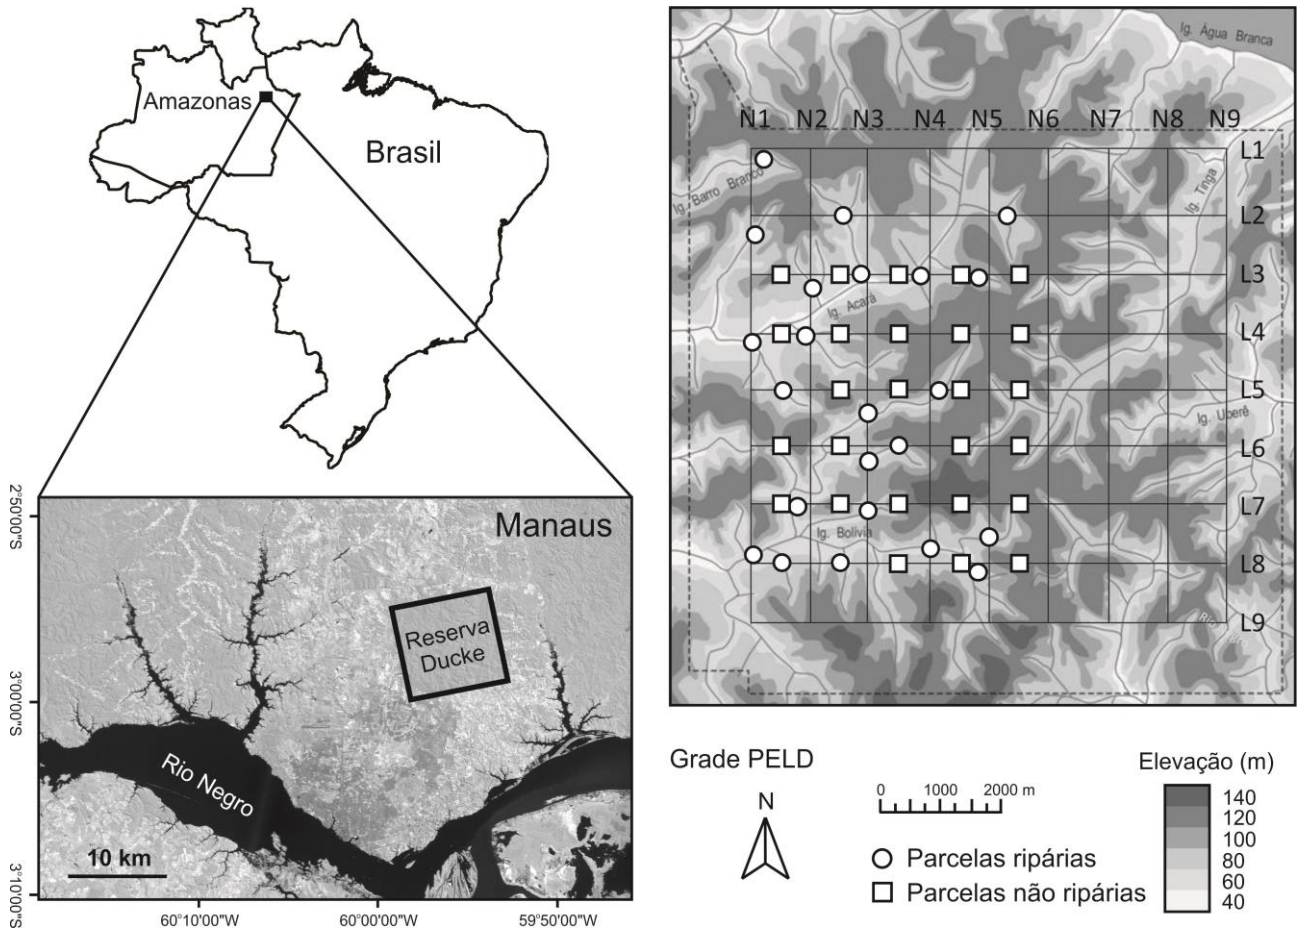 Amazonas
Brasil
Manaus
Reserva
Ducke
Rio Negro
10 km
2°50'00"S
3°00'00"S
3°10'00"S
60°10'00"W
60°00'00"W
59°50'00"W
Ig. Água Branca
N1 N2 N3 N4 N5 N6 N7 N8 N9
L1
L2
L3
L4
L5
L6
L7
L8
L9
Ig. Barro Branco
Ig. Tinga
Ig. Acará
Ig. Uberê
Ig. Bolívia
Grade PELD
N
0 1000 2000 m
Parcelas ripárias
Parcelas não ripárias
Elevação (m)
140
120
100
80
60
40